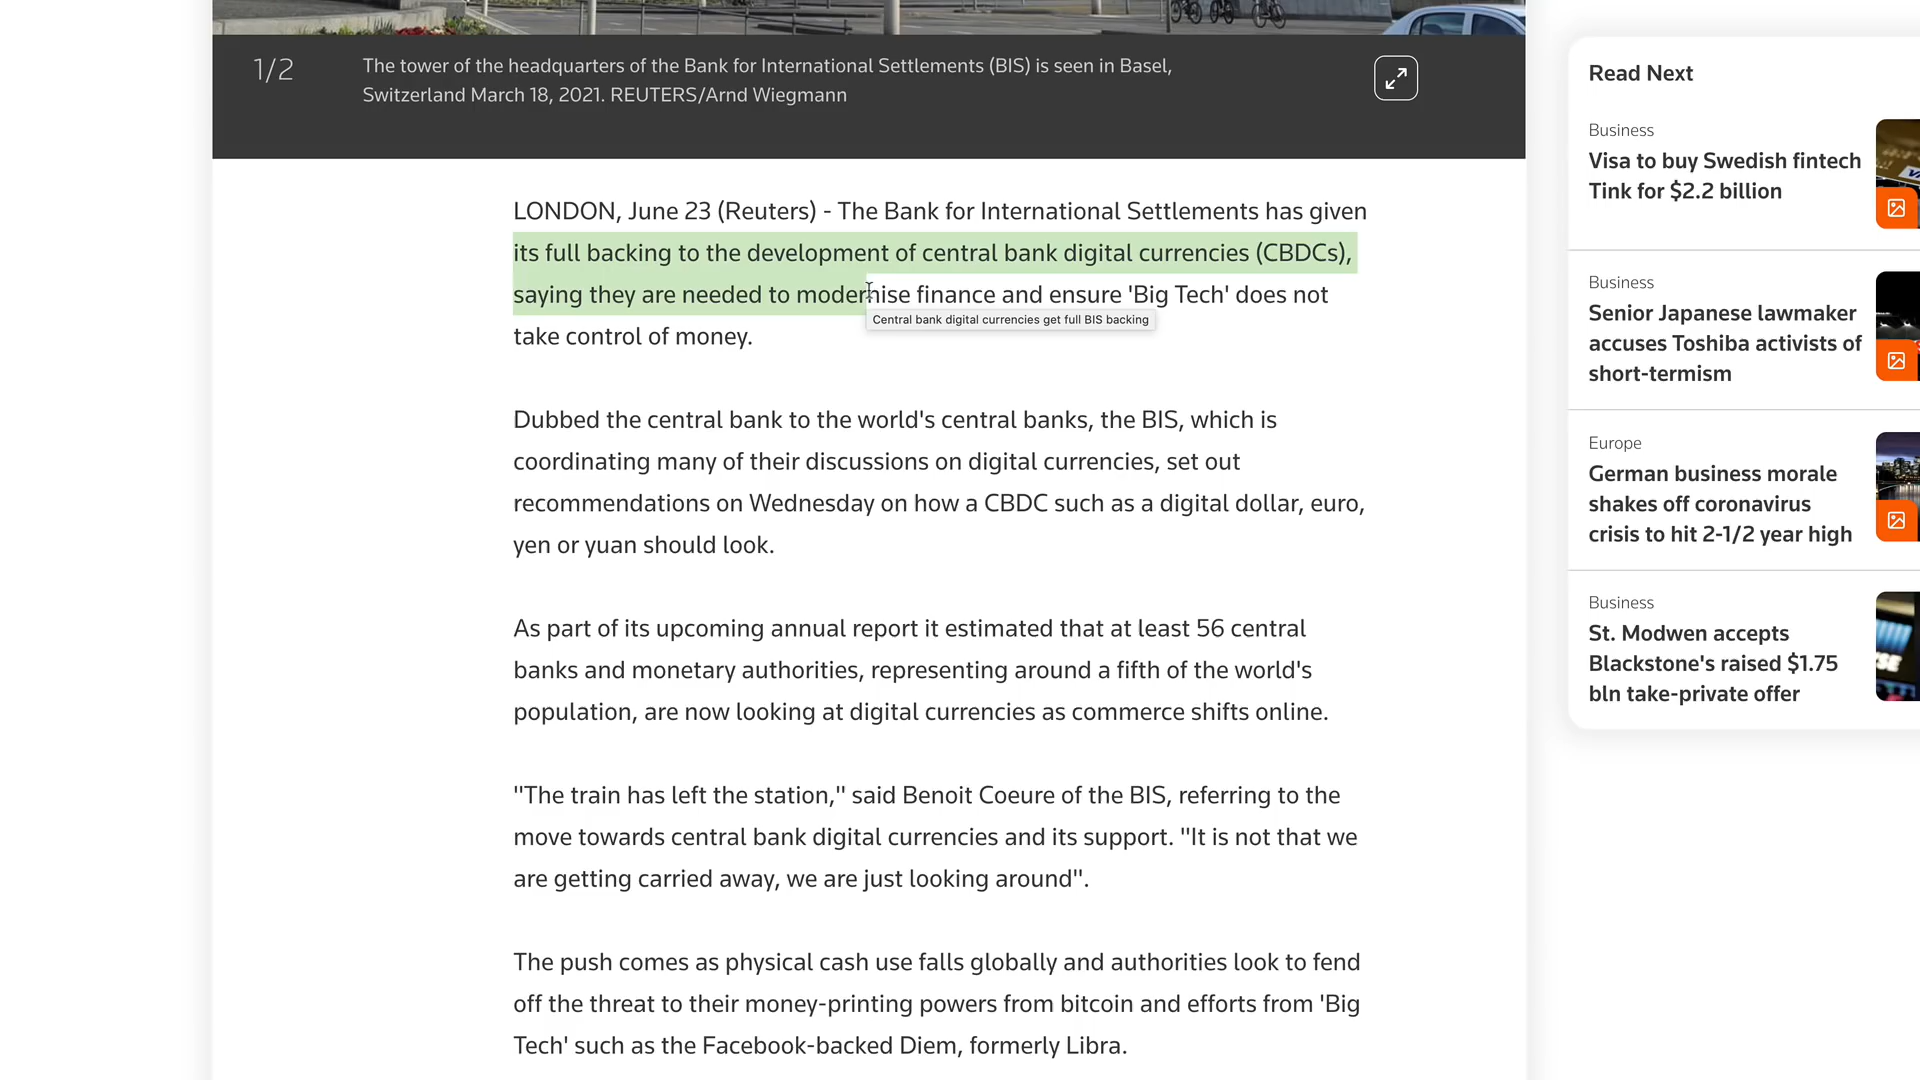 1/2
The tower of the headquarters of the Bank for International Settlements (BIS) is seen in Basel,
Switzerland March 18, 2021. REUTERS/Arnd Wiegmann
LONDON, June 23 (Reuters) - The Bank for International Settlements has given
its full backing to the development of central bank digital currencies (CBDCs),
saying they are needed to modernise finance and ensure 'Big Tech' does not
Central bank digital currencies get full BIS backing
take control of money.
Dubbed the central bank to the world's central banks, the BIS, which is
coordinating many of their discussions on digital currencies, set out
recommendations on Wednesday on how a CBDC such as a digital dollar, euro,
yen or yuan should look.
As part of its upcoming annual report it estimated that at least 56 central
banks and monetary authorities, representing around a fifth of the world's
population, are now looking at digital currencies as commerce shifts online.
"The train has left the station," said Benoit Coeure of the BIS, referring to the
move towards central bank digital currencies and its support. "It is not that we
are getting carried away, we are just looking around".
The push comes as physical cash use falls globally and authorities look to fend
off the threat to their money-printing powers from bitcoin and efforts from 'Big
Tech' such as the Facebook-backed Diem, formerly Libra.
Read Next
Business
Visa to buy Swedish fintech
Tink for $2.2 billion
Business
Senior Japanese lawmaker
accuses Toshiba activists of
short-termism
Europe
German business morale
shakes off coronavirus
crisis to hit 2-1/2 year high
Business
St. Modwen accepts
Blackstone's raised $1.75
bln take-private offer